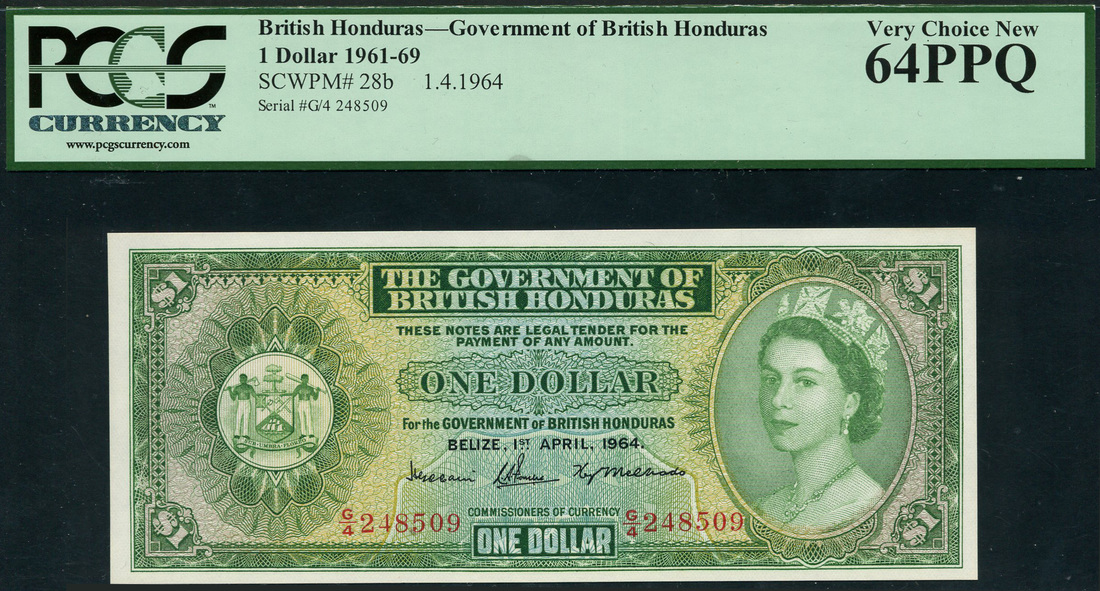 PCGS
CURRENCY
www.pcgscurrency.com
British Honduras—Government of British Honduras
1 Dollar 1961-69
SCWPM# 28b 1.4.1964
Serial #G/4 248509
Very Choice New
64PPQ
$1
$1
THE GOVERNMENT OF
BRITISH HONDURAS
THESE NOTES ARE LEGAL TENDER FOR THE
PAYMENT OF ANY AMOUNT.
ONE DOLLAR
For the GOVERNMENT OF BRITISH HONDURAS
BELIZE, 1ST APRIL, 1964.
G/4 248509
COMMISSIONERS OF CURRENCY
G/4 248509
$1
ONE DOLLAR
$1